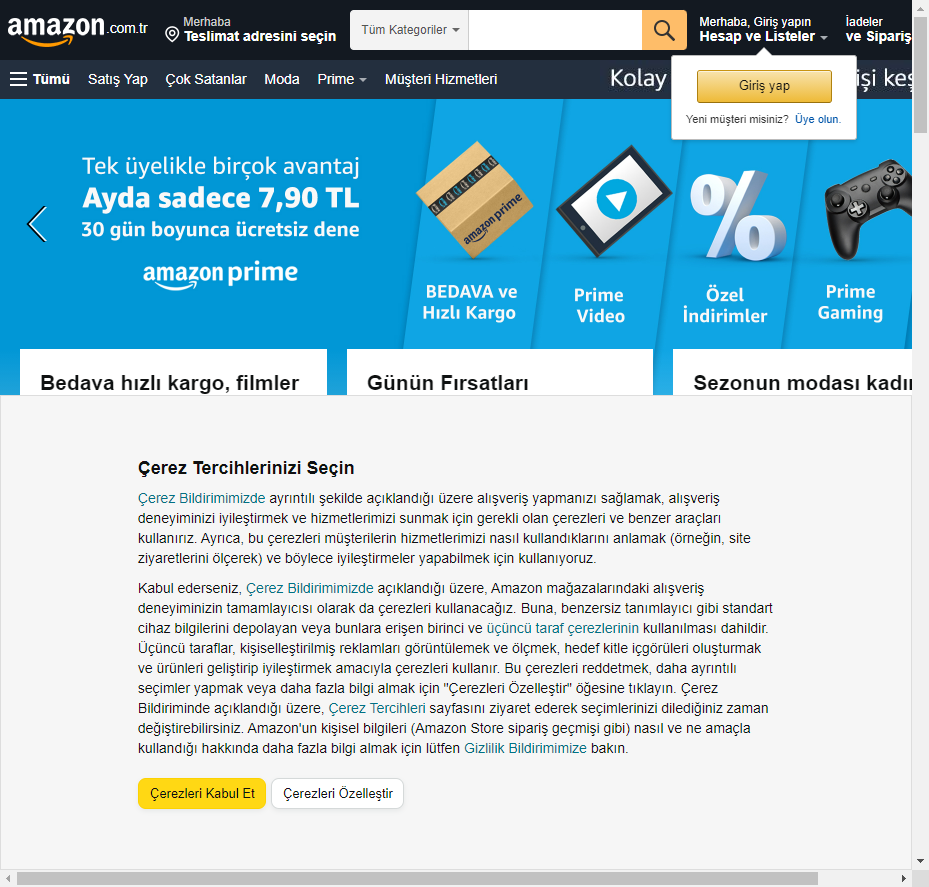 amazon.com.tr
Merhaba
Teslimat adresini seçin
Tüm Kategoriler
Merhaba, Giriş yapın
Hesap ve Listeler
İadeler
ve Sipariş
Tümü Satış Yap Çok Satanlar Moda Prime Müşteri Hizmetleri
Kolay
işi keş
Giriş yap
Yeni müşteri misiniz? Üye olun.
Tek üyelikle birçok avantaj
Ayda sadece 7,90 TL
30 gün boyunca ücretsiz dene
amazon prime
amazon prime
BEDAVA ve
Hızlı Kargo
Prime
Video
%
Özel
İndirimler
Prime
Gaming
Bedava hızlı kargo, filmler
Günün Fırsatları
Sezonun modası kadın
Çerez Tercihlerinizi Seçin
Çerez Bildirimimizde ayrıntılı şekilde açıklandığı üzere alışveriş yapmanızı sağlamak, alışveriş
deneyiminizi iyileştirmek ve hizmetlerimizi sunmak için gerekli olan çerezleri ve benzer araçları
kullanırız. Ayrıca, bu çerezleri müşterilerin hizmetlerimizi nasıl kullandıklarını anlamak (örneğin, site
ziyaretlerini ölçerek) ve böylece iyileştirmeler yapabilmek için kullanıyoruz.
Kabul ederseniz, Çerez Bildirimimizde açıklandığı üzere, Amazon mağazalarındaki alışveriş
deneyiminizin tamamlayıcısı olarak da çerezleri kullanacağız. Buna, benzersiz tanımlayıcı gibi standart
cihaz bilgilerini depolayan veya bunlara erişen birinci ve üçüncü taraf çerezlerinin kullanılması dahildir.
Üçüncü taraflar, kişiselleştirilmiş reklamları görüntülemek ve ölçmek, hedef kitle içgörüleri oluşturmak
ve ürünleri geliştirip iyileştirmek amacıyla çerezleri kullanır. Bu çerezleri reddetmek, daha ayrıntılı
seçimler yapmak veya daha fazla bilgi almak için "Çerezleri Özelleştir" öğesine tıklayın. Çerez
Bildiriminde açıklandığı üzere, Çerez Tercihleri sayfasını ziyaret ederek seçimlerinizi dilediğiniz zaman
değiştirebilirsiniz. Amazon'un kişisel bilgileri (Amazon Store sipariş geçmişi gibi) nasıl ve ne amaçla
kullandığı hakkında daha fazla bilgi almak için lütfen Gizlilik Bildirimimize bakın.
Çerezleri Kabul Et
Çerezleri Özelleştir